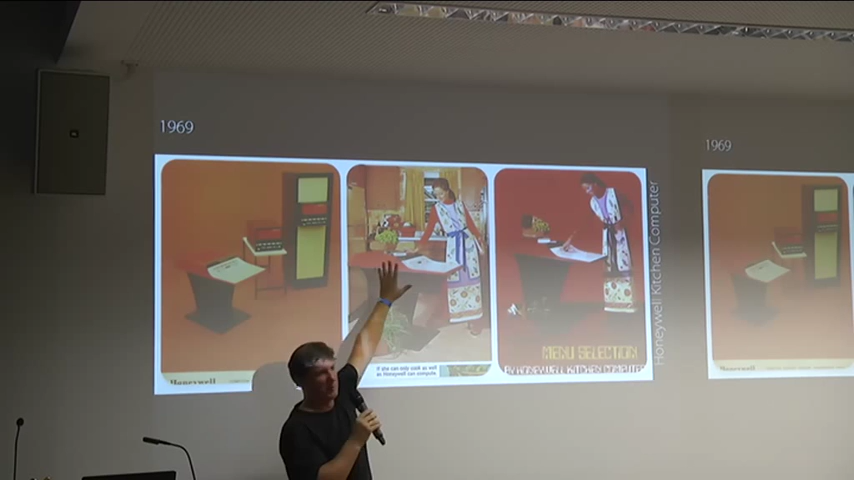 1969
1969
Honeywell
If she can only cook as well
as Honeywell can compute.
MENU SELECTION
BY HONEYWELL KITCHEN COMPUTER
Honeywell Kitchen Computer
Honeywell